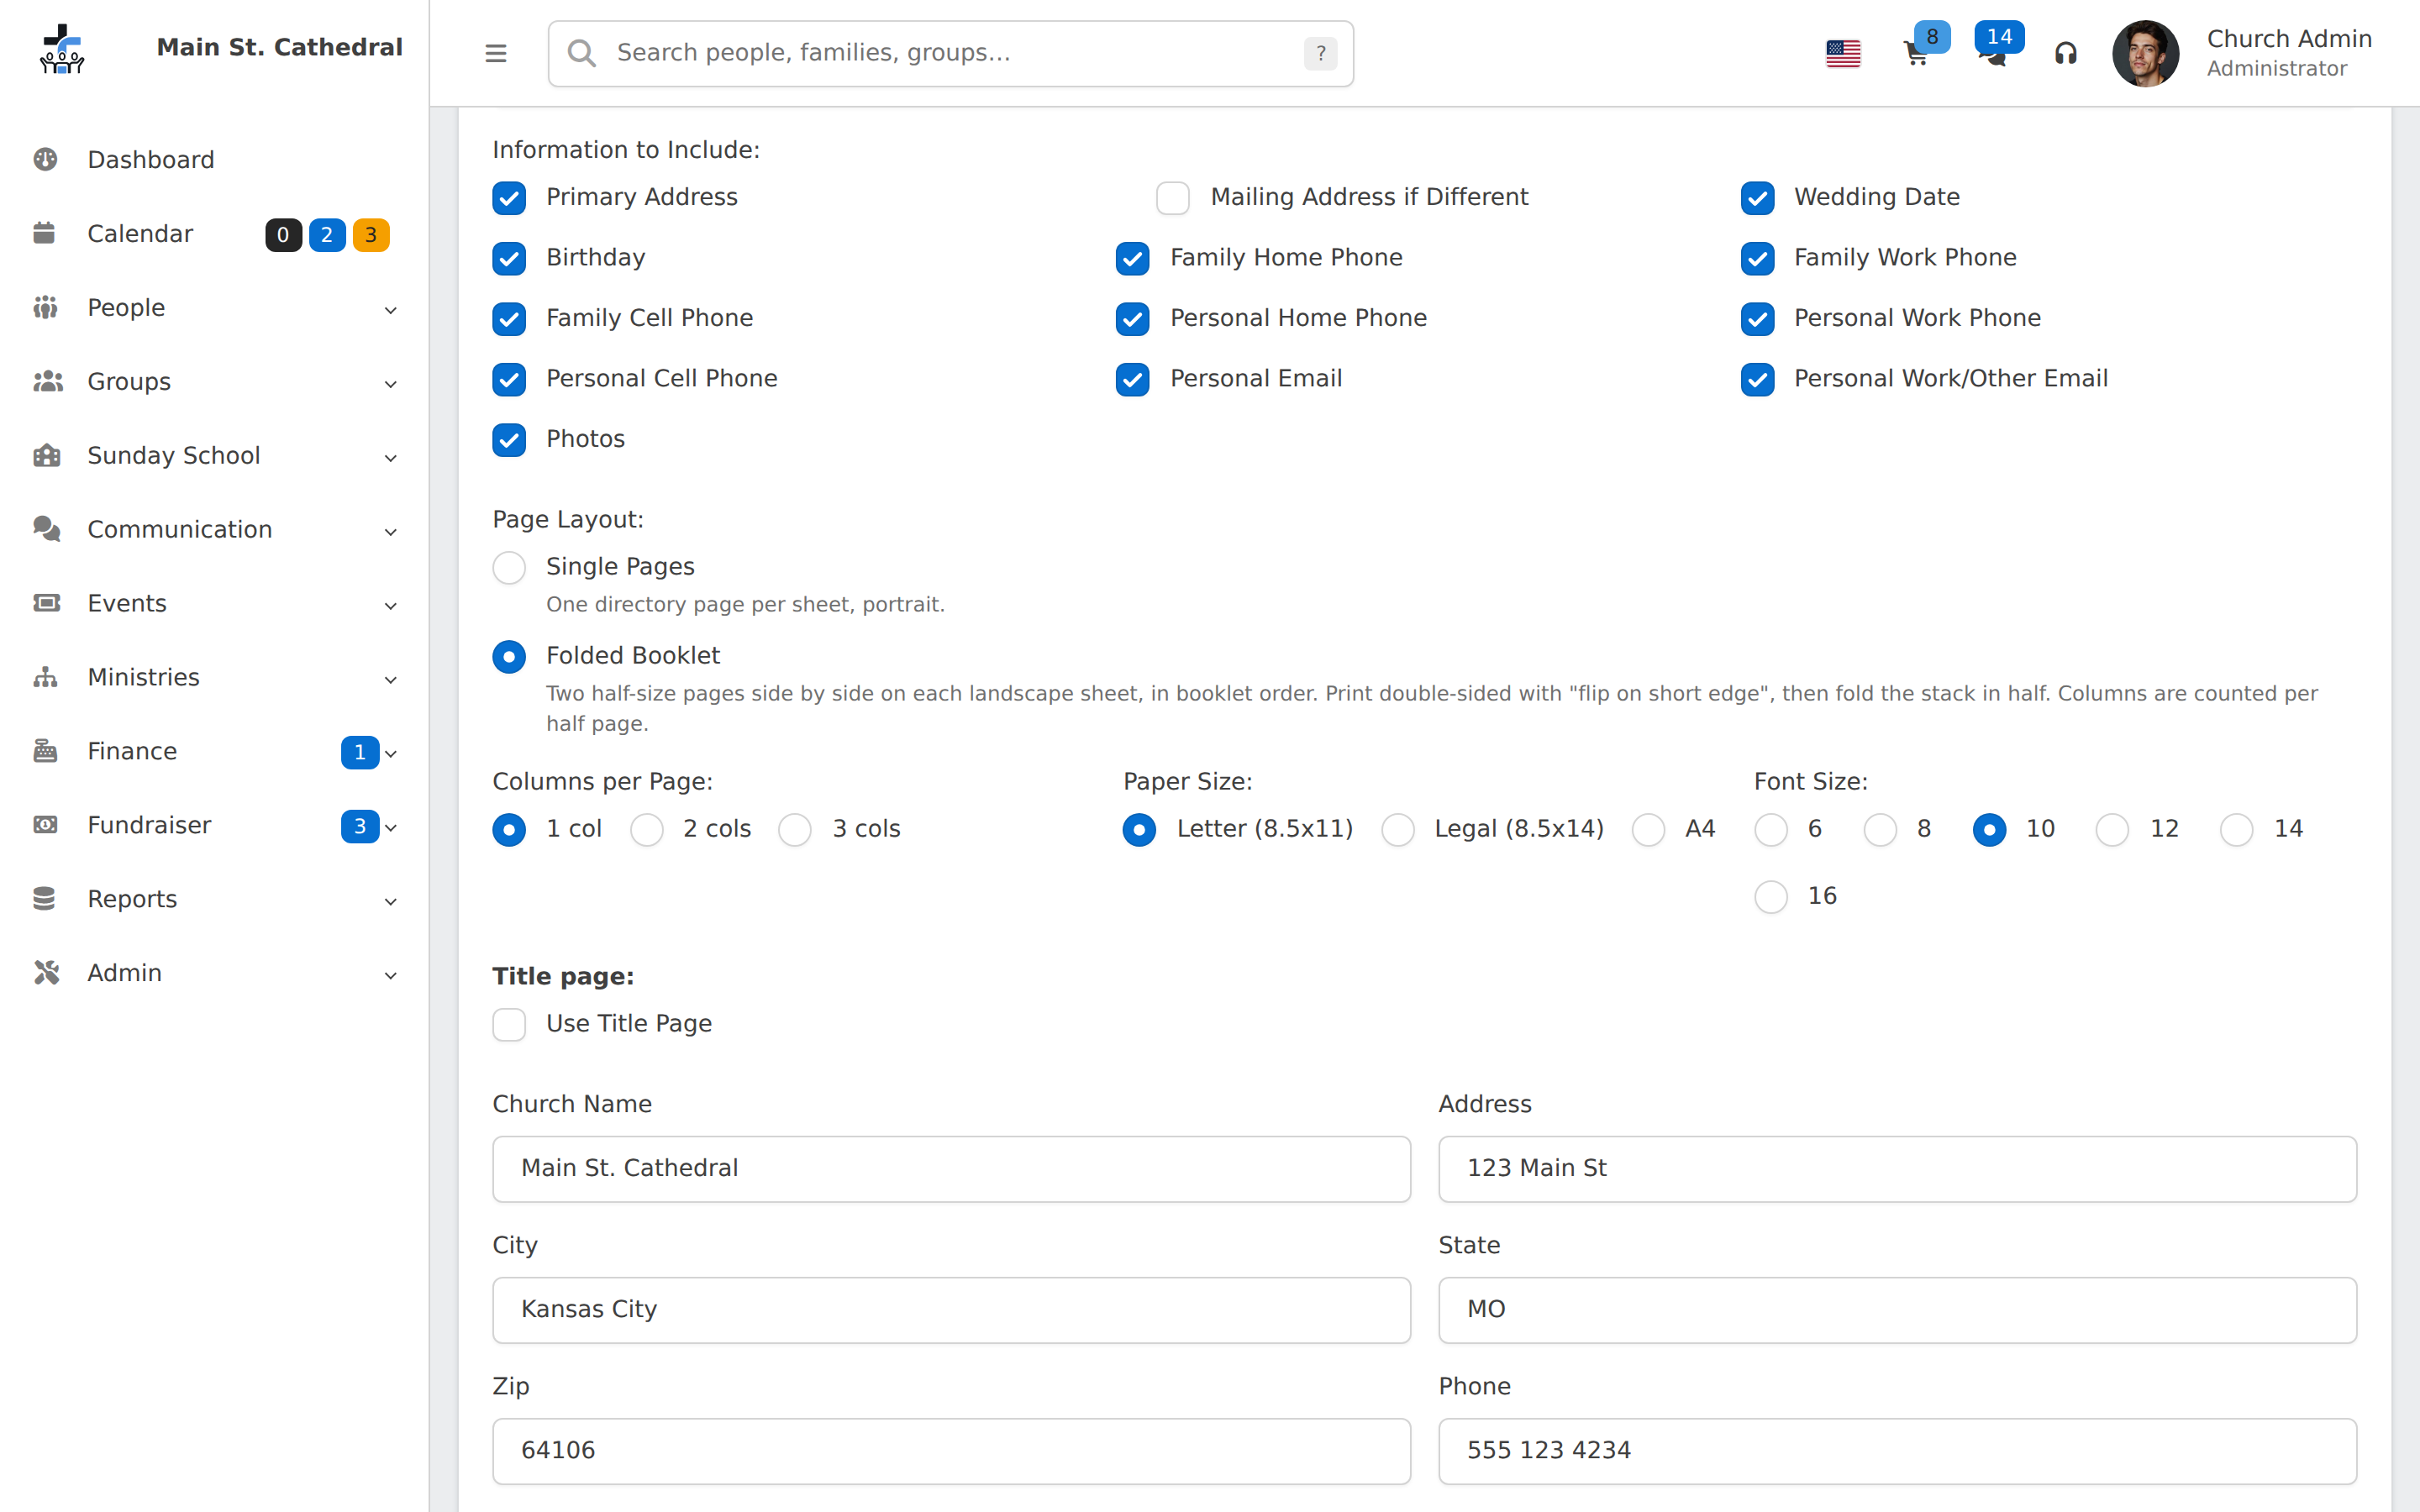 Main St. Cathedral
Search people, families, groups...
?
8
14
Church Admin
Administrator
Dashboard
Calendar
0
2
3
People
Groups
Sunday School
Communication
Events
Ministries
Finance
1
Fundraiser
3
Reports
Admin
Information to Include:
Primary Address
Mailing Address if Different
Wedding Date
Birthday
Family Home Phone
Family Work Phone
Family Cell Phone
Personal Home Phone
Personal Work Phone
Personal Cell Phone
Personal Email
Personal Work/Other Email
Photos
Page Layout:
Single Pages
One directory page per sheet, portrait.
Folded Booklet
Two half-size pages side by side on each landscape sheet, in booklet order. Print double-sided with "flip on short edge", then fold the stack in half. Columns are counted per
half page.
Columns per Page:
1 col
2 cols
3 cols
Paper Size:
Letter (8.5x11)
Legal (8.5x14)
A4
Font Size:
6
8
10
12
14
16
Title page:
Use Title Page
Church Name
Main St. Cathedral
Address
123 Main St
City
Kansas City
State
MO
Zip
64106
Phone
555 123 4234